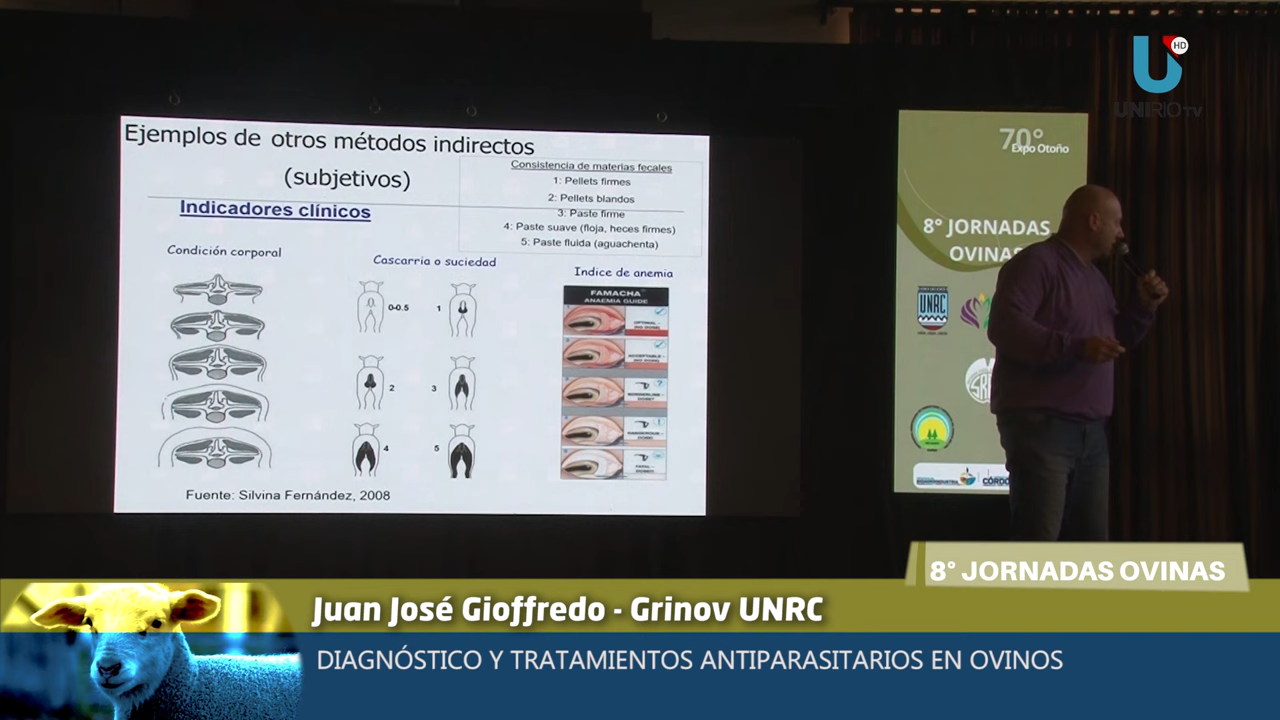 Ejemplos de otros métodos indirectos
(subjetivos)
Consistencia de materias fecales
1: Pellets firmes
2: Pellets blandos
3: Paste firme
4: Paste suave (floja, heces firmes)
5: Paste fluida (aguachenta)
Indicadores clínicos
Condición corporal
Cascarria o suciedad
Indice de anemia
0-0.5
1
2
3
4
5
FAMACHA
ANAEMIA GUIDE
Fuente: Silvina Fernández, 2008
HD
UNIRIOTV
70°
Expo Otoño
8° JORNADAS
OVINAS
UNRC
8° JORNADAS OVINAS
Juan José Gioffredo - Grinov UNRC
DIAGNÓSTICO Y TRATAMIENTOS ANTIPARASITARIOS EN OVINOS